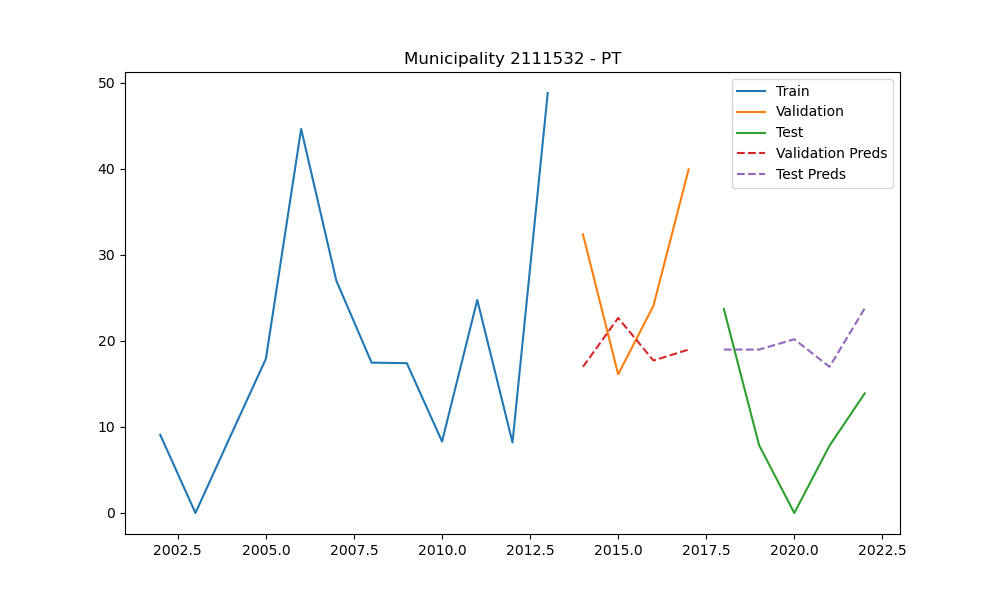 Municipality 2111532 - PT
50
40
30
20
10
0
Train
Validation
Test
Validation Preds
Test Preds
2002.5 2005.0 2007.5 2010.0 2012.5 2015.0 2017.5 2020.0 2022.5